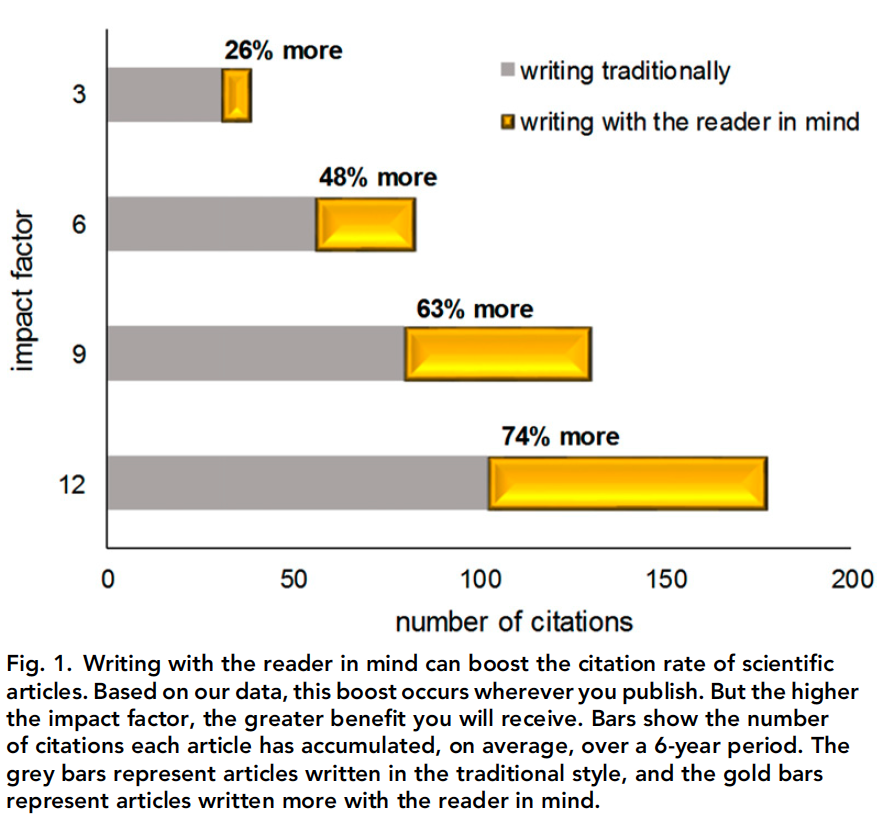 26% more
writing traditionally
writing with the reader in mind
3
48% more
6
63% more
9
74% more
12
impact factor
0 50 100 150 200
number of citations
Fig. 1. Writing with the reader in mind can boost the citation rate of scientific
articles. Based on our data, this boost occurs wherever you publish. But the higher
the impact factor, the greater benefit you will receive. Bars show the number
of citations each article has accumulated, on average, over a 6-year period. The
grey bars represent articles written in the traditional style, and the gold bars
represent articles written more with the reader in mind.